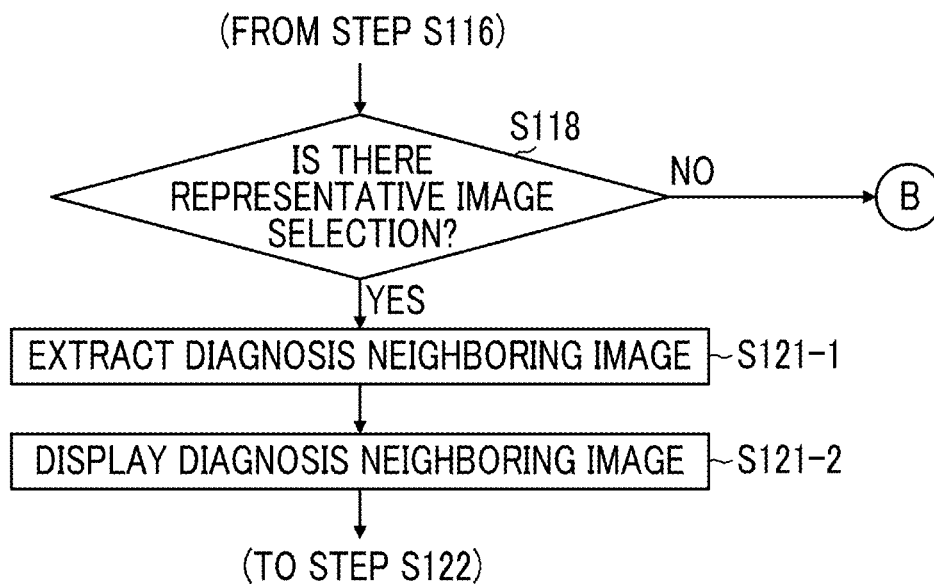 (FROM STEP S116)
S118
IS THERE
REPRESENTATIVE IMAGE
SELECTION?
NO
B
YES
EXTRACT DIAGNOSIS NEIGHBORING IMAGE
S121-1
DISPLAY DIAGNOSIS NEIGHBORING IMAGE
S121-2
(TO STEP S122)